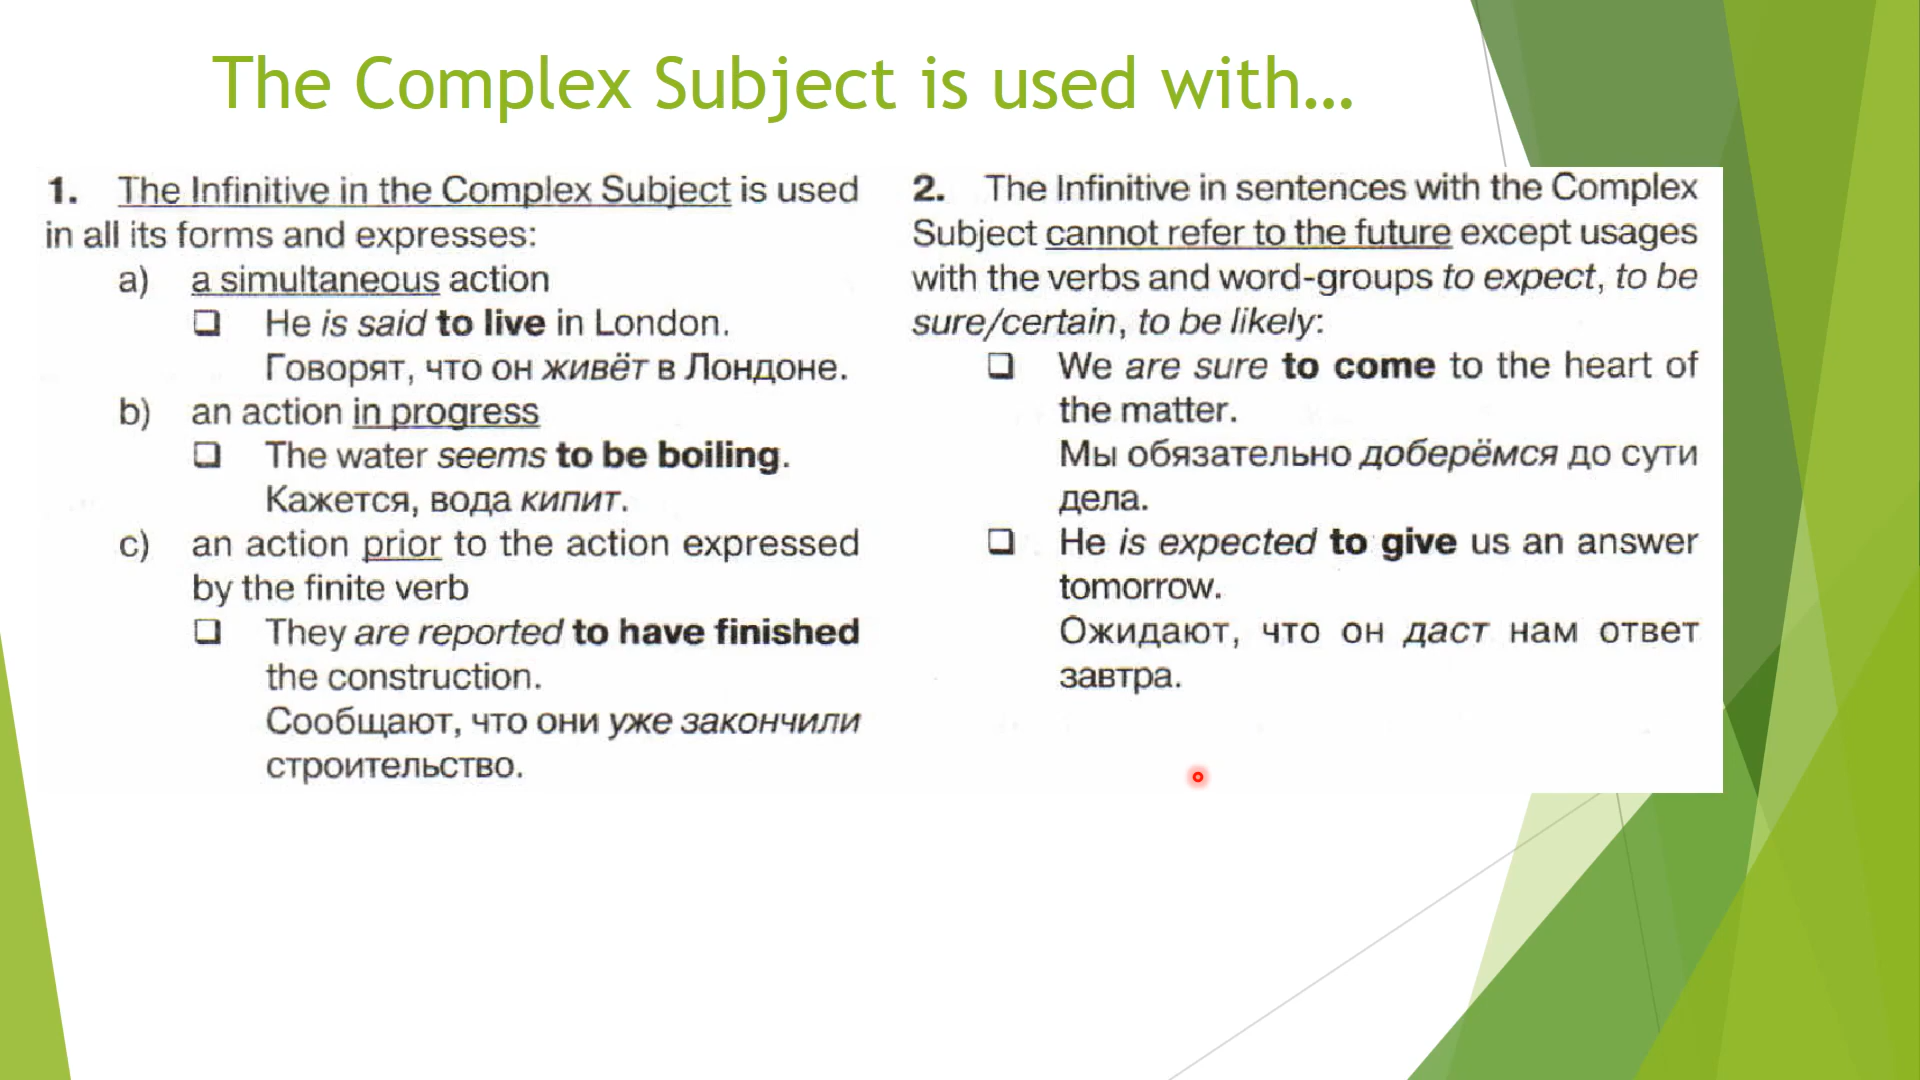 The Complex Subject is used with...
1. The Infinitive in the Complex Subject is used
in all its forms and expresses:
a) a simultaneous action
❑ He is said to live in London.
Говорят, что он живёт в Лондоне.
b) an action in progress
❑ The water seems to be boiling.
Кажется, вода кипит.
c) an action prior to the action expressed
by the finite verb
❑ They are reported to have finished
the construction.
Сообщают, что они уже закончили
строительство.
2. The Infinitive in sentences with the Complex
Subject cannot refer to the future except usages
with the verbs and word-groups to expect, to be
sure/certain, to be likely:
❑ We are sure to come to the heart of
the matter.
Мы обязательно доберёмся до сути
дела.
❑ He is expected to give us an answer
tomorrow.
Ожидают, что он даст нам ответ
завтра.